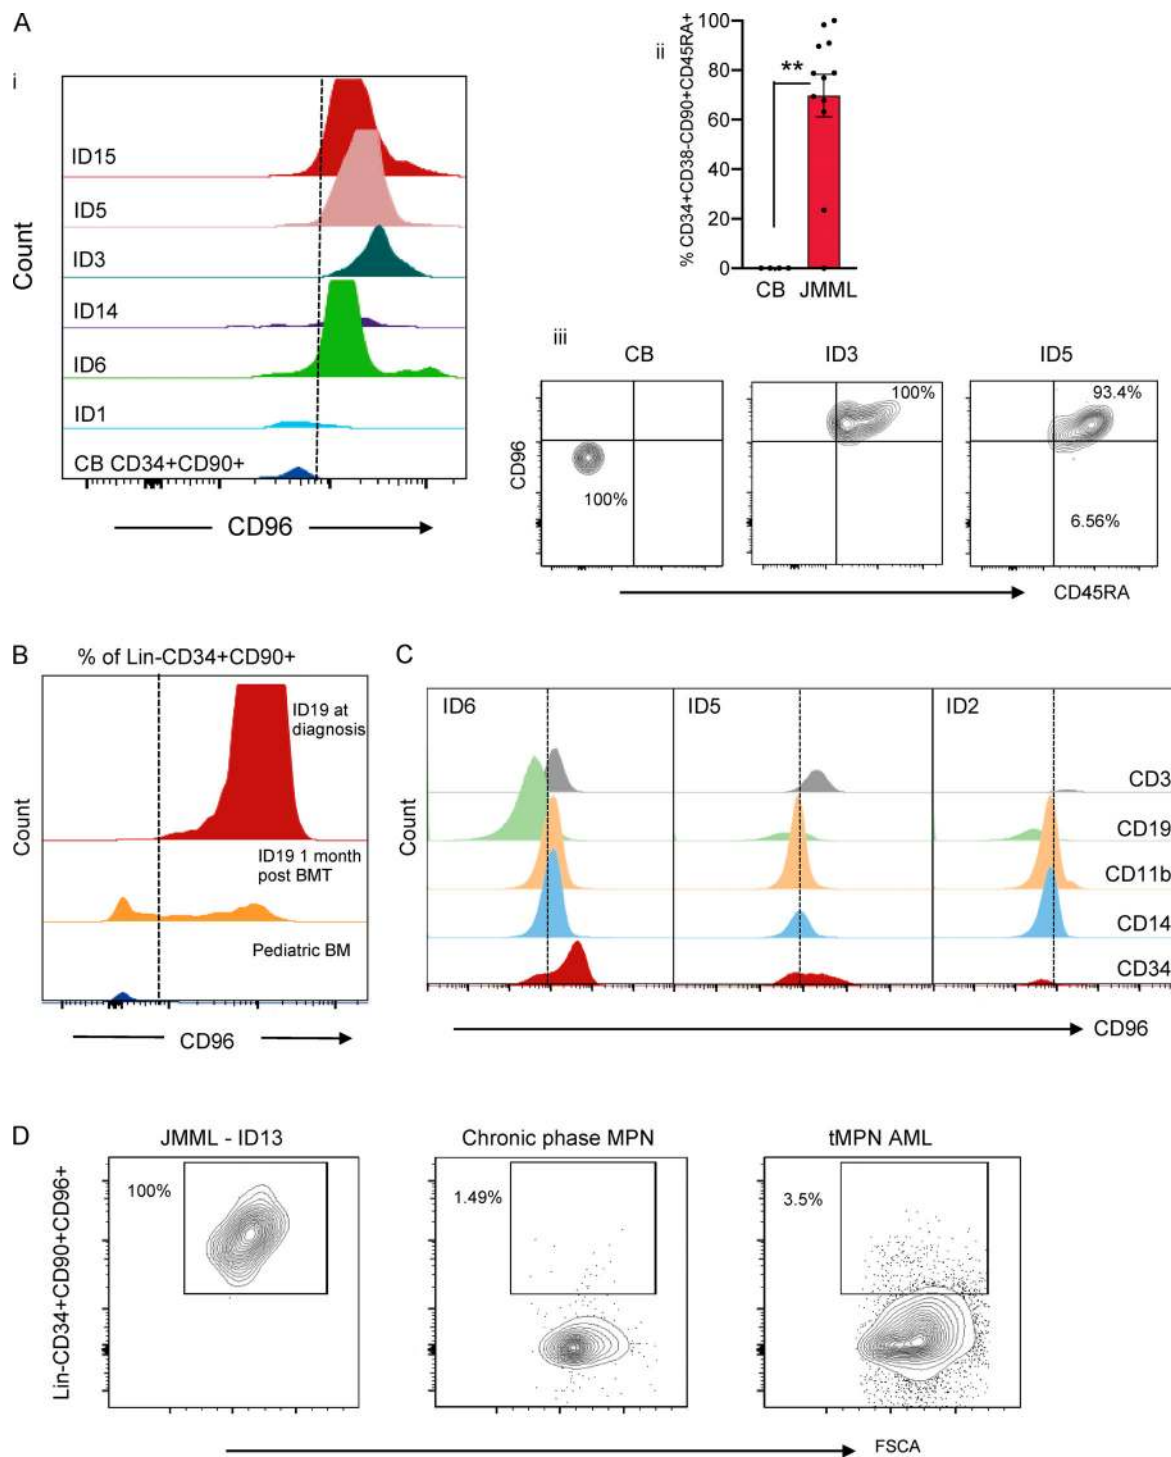 A
i
ID15
ID5
ID3
ID14
ID6
ID1
CB CD34+CD90+
Count
CD96
ii
% CD34+CD38-CD90+CD45RA+
100
80
60
40
20
0
**
CB JMML
iii
CB
ID3
ID5
100%
100%
93.4%
6.56%
CD96
CD45RA
B
% of Lin-CD34+CD90+
ID19 at
diagnosis
ID19 1 month
post BMT
Pediatric BM
Count
CD96
C
ID6
ID5
ID2
CD3
CD19
CD11b
CD14
CD34
Count
CD96
D
JMML - ID13
Chronic phase MPN
tMPN AML
100%
1.49%
3.5%
Lin-CD34+CD90+CD96+
FSCA